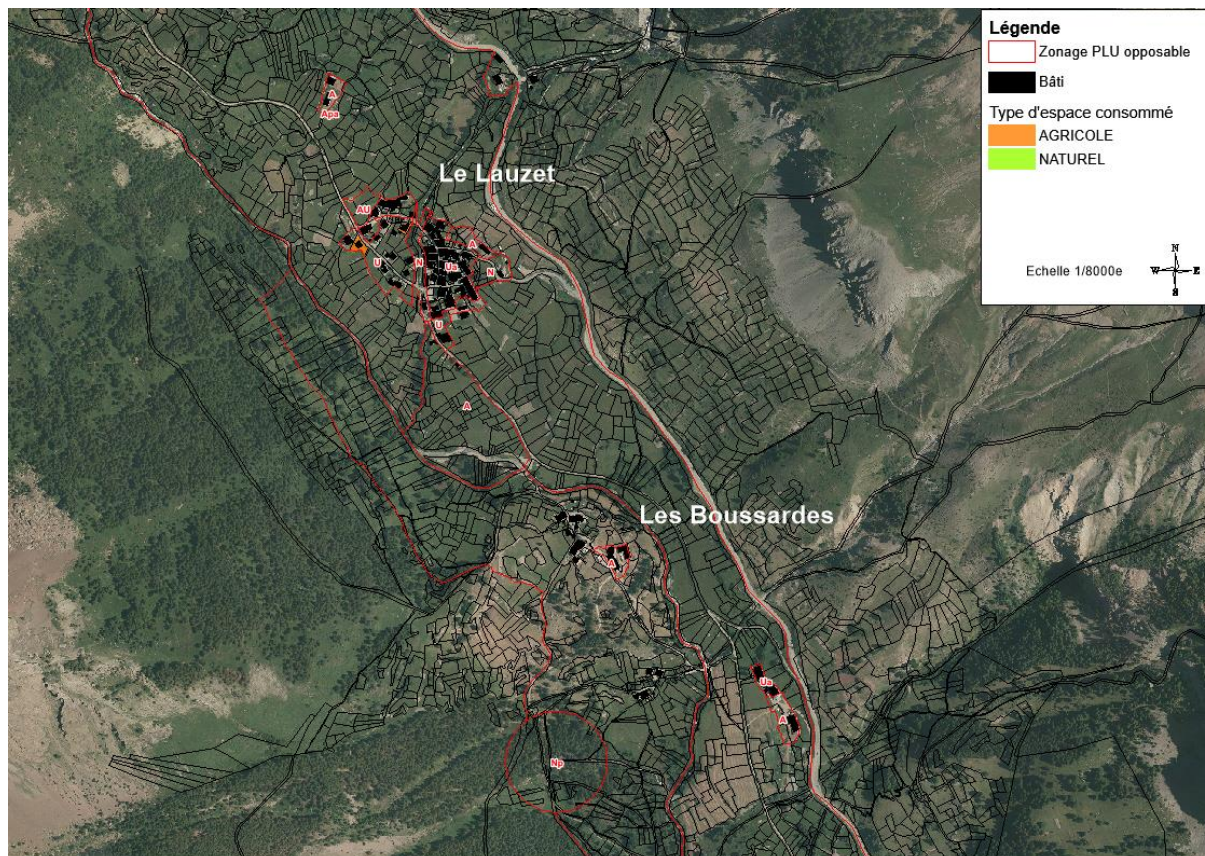 Légende
Zonage PLU opposable
Bâti
Type d'espace consommé
AGRICOLE
NATUREL
Echelle 1/8000e
N
W
E
S
A
Apa
Le Lauzet
AU
A
U
N
Ua
N
U
A
Les Boussardes
A
Ua
A
Np